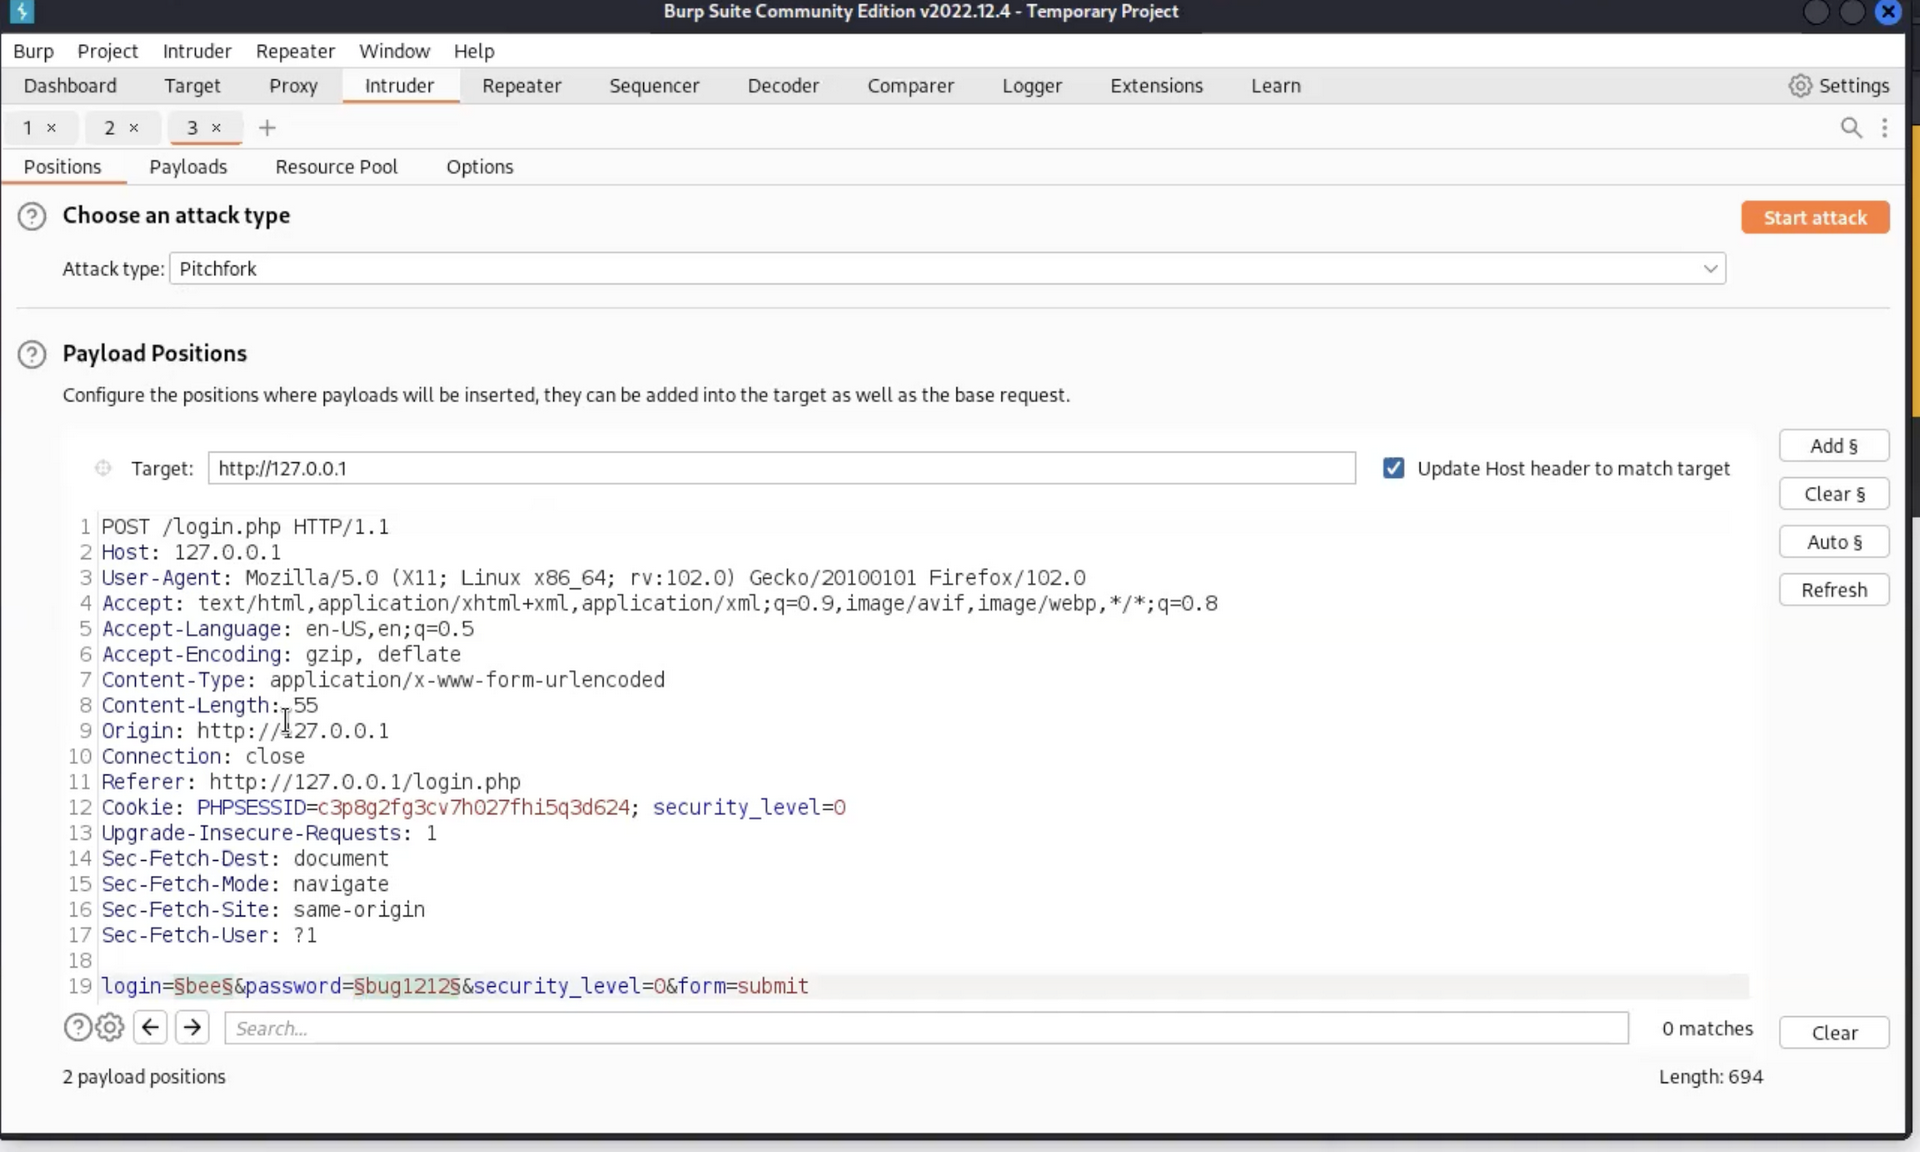 Burp Suite Community Edition v2022.12.4 - Temporary Project
Burp Project Intruder Repeater Window Help
Dashboard Target Proxy Intruder Repeater Sequencer Decoder Comparer Logger Extensions Learn Settings
1 × 2 × 3 × +
Positions Payloads Resource Pool Options
? Choose an attack type Start attack
Attack type: Pitchfork
? Payload Positions
Configure the positions where payloads will be inserted, they can be added into the target as well as the base request.
Add §
Target: http://127.0.0.1 Update Host header to match target
Clear §
1 POST /login.php HTTP/1.1
Auto §
2 Host: 127.0.0.1
3 User-Agent: Mozilla/5.0 (X11; Linux x86_64; rv:102.0) Gecko/20100101 Firefox/102.0
Refresh
4 Accept: text/html,application/xhtml+xml,application/xml;q=0.9,image/avif,image/webp,*/*;q=0.8
5 Accept-Language: en-US,en;q=0.5
6 Accept-Encoding: gzip, deflate
7 Content-Type: application/x-www-form-urlencoded
8 Content-Length: 55
9 Origin: http://127.0.0.1
10 Connection: close
11 Referer: http://127.0.0.1/login.php
12 Cookie: PHPSESSID=c3p8g2fg3cv7h027fhi5q3d624; security_level=0
13 Upgrade-Insecure-Requests: 1
14 Sec-Fetch-Dest: document
15 Sec-Fetch-Mode: navigate
16 Sec-Fetch-Site: same-origin
17 Sec-Fetch-User: ?1
18
19 login=§bee§&password=§bug1212§&security_level=0&form=submit
? Search... 0 matches Clear
2 payload positions Length: 694